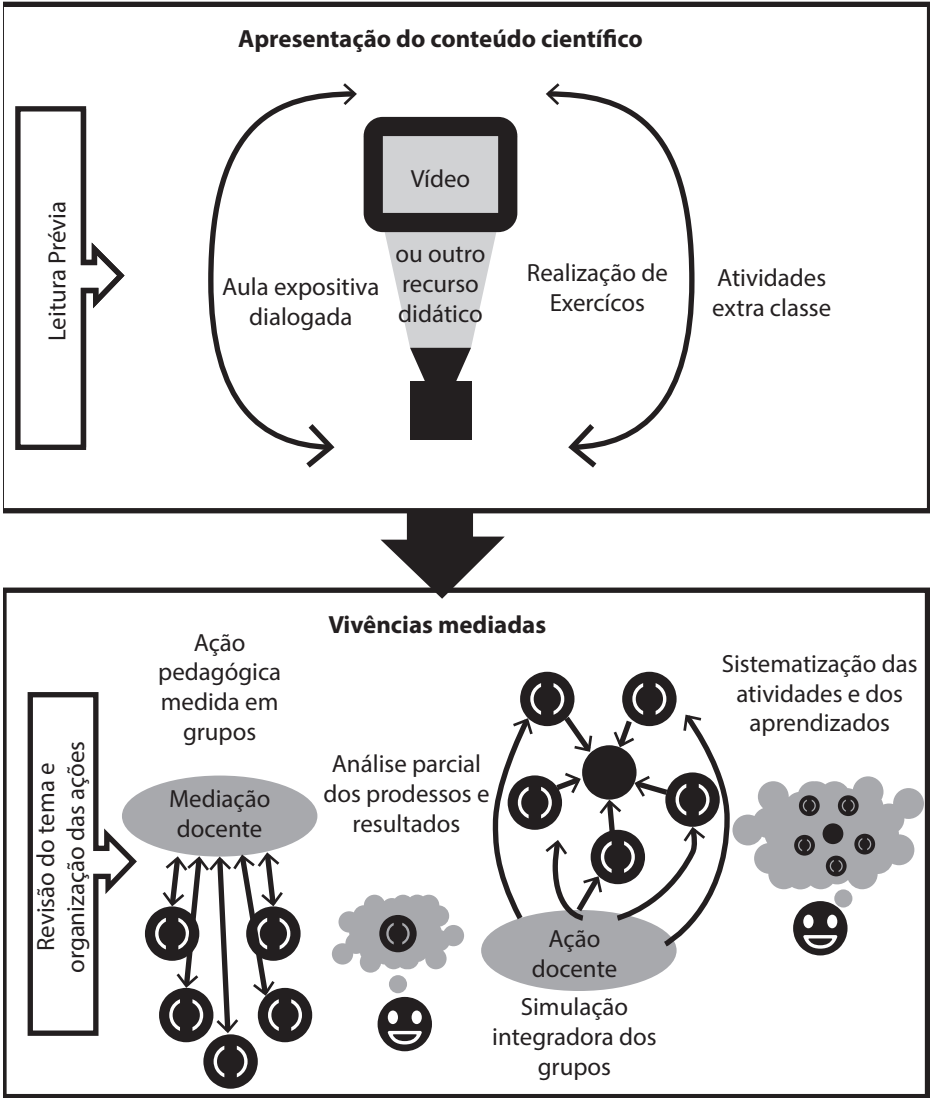 Apresentação do conteúdo científico
Leitura Prévia
Aula expositiva
dialogada
Vídeo
ou outro
recurso
didático
Realização de
Exercícos
Atividades
extra classe
Vivências mediadas
Revisão do tema e
organização das ações
Ação
pedagógica
medida em
grupos
Mediação
docente
Análise parcial
dos prodessos e
resultados
Ação
docente
Simulação
integradora dos
grupos
Sistematização das
atividades e dos
aprendizados